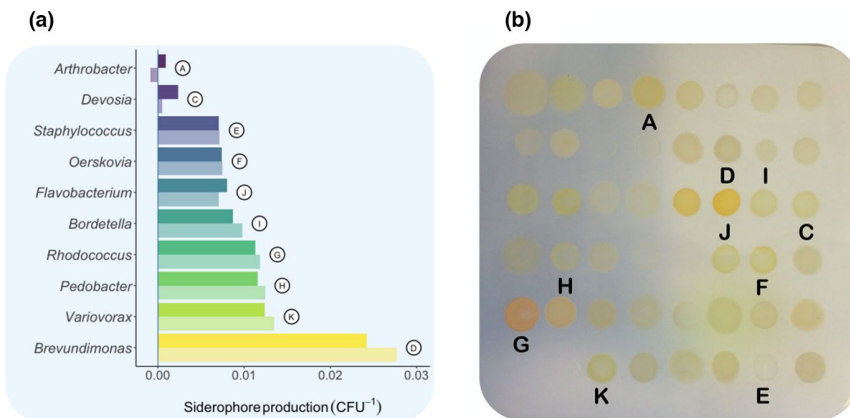 (a)
Arthrobacter A
Devosia C
Staphylococcus E
Oerskovia F
Flavobacterium J
Bordetella I
Rhodococcus G
Pedobacter H
Variovorax K
Brevundimonas D
0.00 0.01 0.02 0.03
Siderophore production (CFU⁻¹)
(b)
A
D I
J C
H F
G
K E